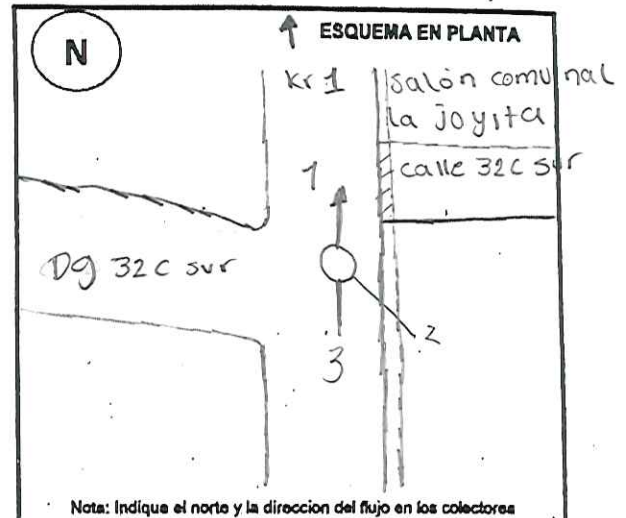 N
ESQUEMA EN PLANTA
Kr 1
salón comunal
la joyita
calle 32C sur
1
Dg 32C sur
2
3
Nota: Indique el norte y la direccion del flujo en los colectores